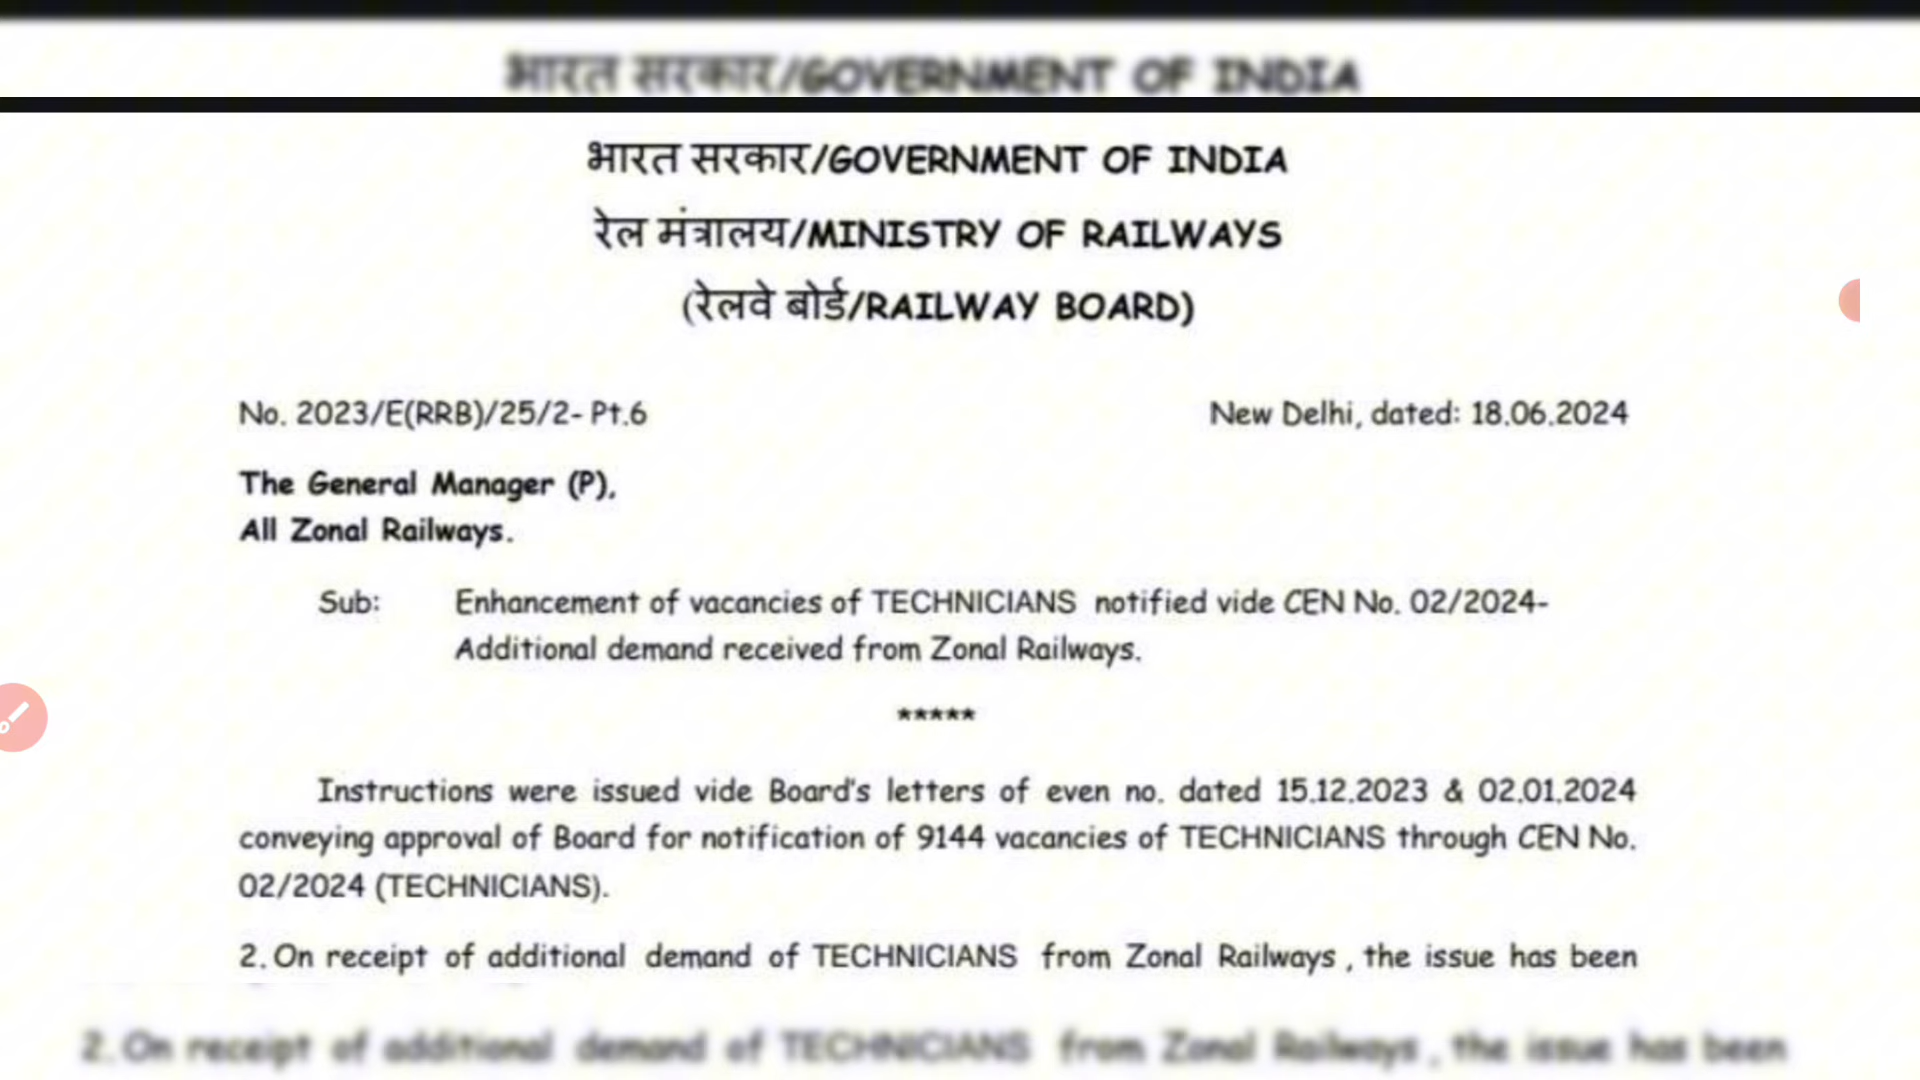 भारत सरकार/GOVERNMENT OF INDIA
भारत सरकार/GOVERNMENT OF INDIA
रेल मंत्रालय/MINISTRY OF RAILWAYS
(रेलवे बोर्ड/RAILWAY BOARD)
No. 2023/E(RRB)/25/2- Pt.6 New Delhi, dated: 18.06.2024
The General Manager (P),
All Zonal Railways.
Sub: Enhancement of vacancies of TECHNICIANS notified vide CEN No. 02/2024-
Additional demand received from Zonal Railways.
*****
Instructions were issued vide Board's letters of even no. dated 15.12.2023 & 02.01.2024
conveying approval of Board for notification of 9144 vacancies of TECHNICIANS through CEN No.
02/2024 (TECHNICIANS).
2. On receipt of additional demand of TECHNICIANS from Zonal Railways , the issue has been
2. On receipt of additional demand of TECHNICIANS from Zonal Railways , the issue has been